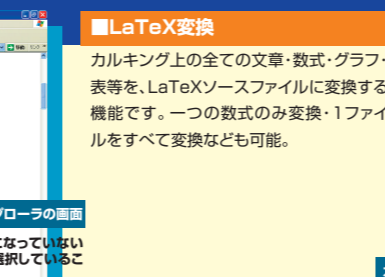 ■LaTeX変換
カルキング上の全ての文章・数式・グラフ・
表等を、LaTeXソースファイルに変換する
機能です。一つの数式のみ変換・1ファイ
ルをすべて変換なども可能。
グローラの画面
になっていない
選択しているこ